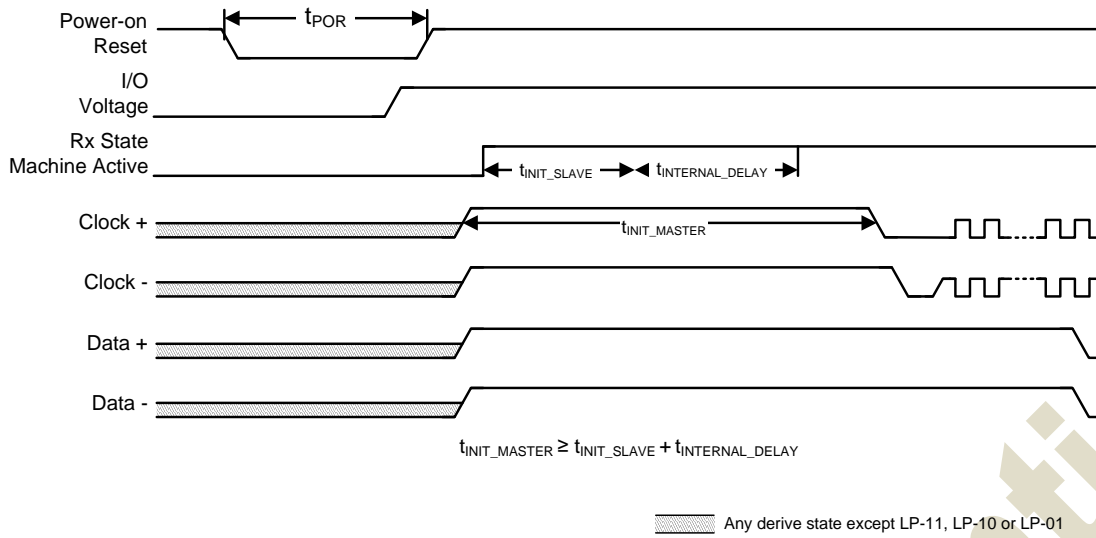 Power-on
Reset
tPOR
I/O
Voltage
Rx State
Machine Active
tINIT_SLAVE
tINTERNAL_DELAY
Clock +
tINIT_MASTER
Clock -
Data +
Data -
tINIT_MASTER ≥ tINIT_SLAVE + tINTERNAL_DELAY
Any derive state except LP-11, LP-10 or LP-01